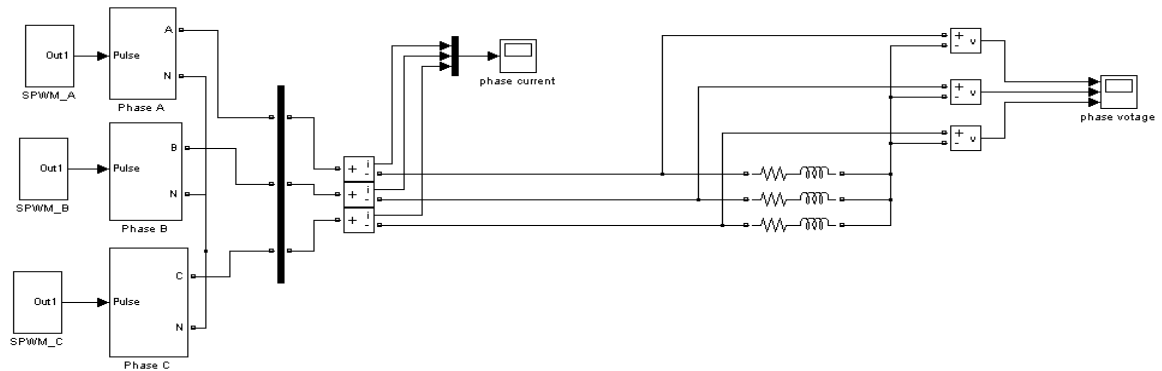 Out1
SPWM_A
Pulse
A
N
Phase A
Out1
SPWM_B
Pulse
B
N
Phase B
Out1
SPWM_C
Pulse
C
N
Phase C
phase current
+
i
-
+
i
-
+
i
-
+
-
v
+
-
v
+
-
v
phase votage